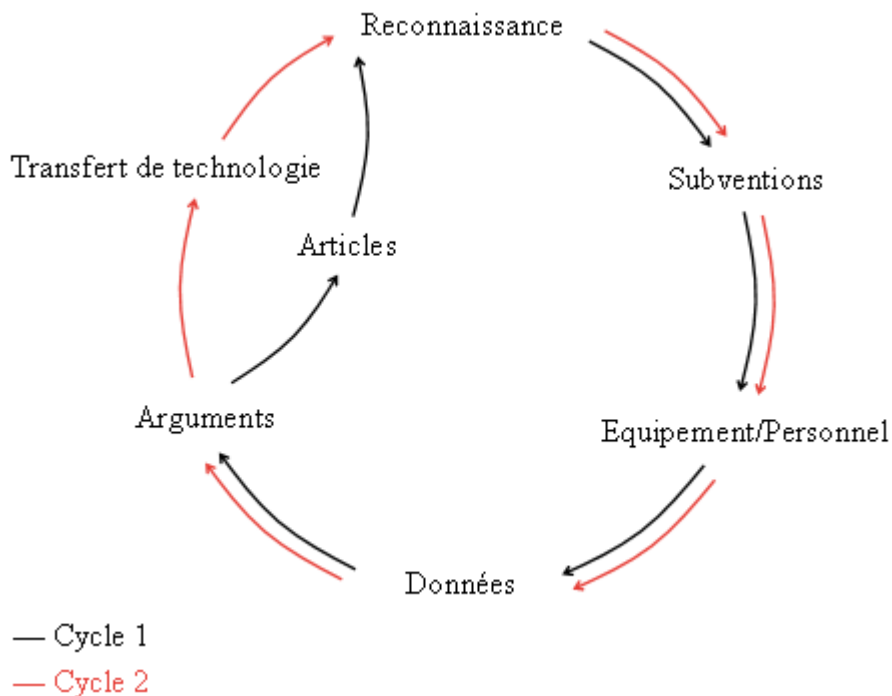 Reconnaissance
Transfert de technologie
Subventions
Articles
Arguments
Equipement/Personnel
Données
Cycle 1
Cycle 2